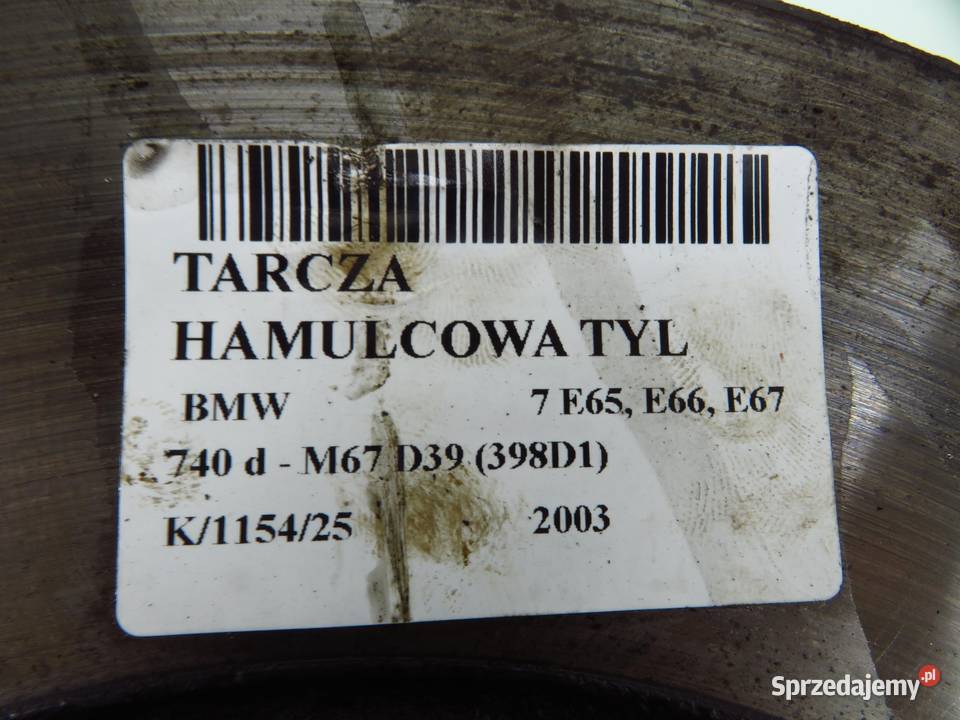 TARCZA
HAMULCOWA TYL
BMW 7 E65, E66, E67
740 d - M67 D39 (398D1)
K/1154/25 2003
Sprzedajemy.pl